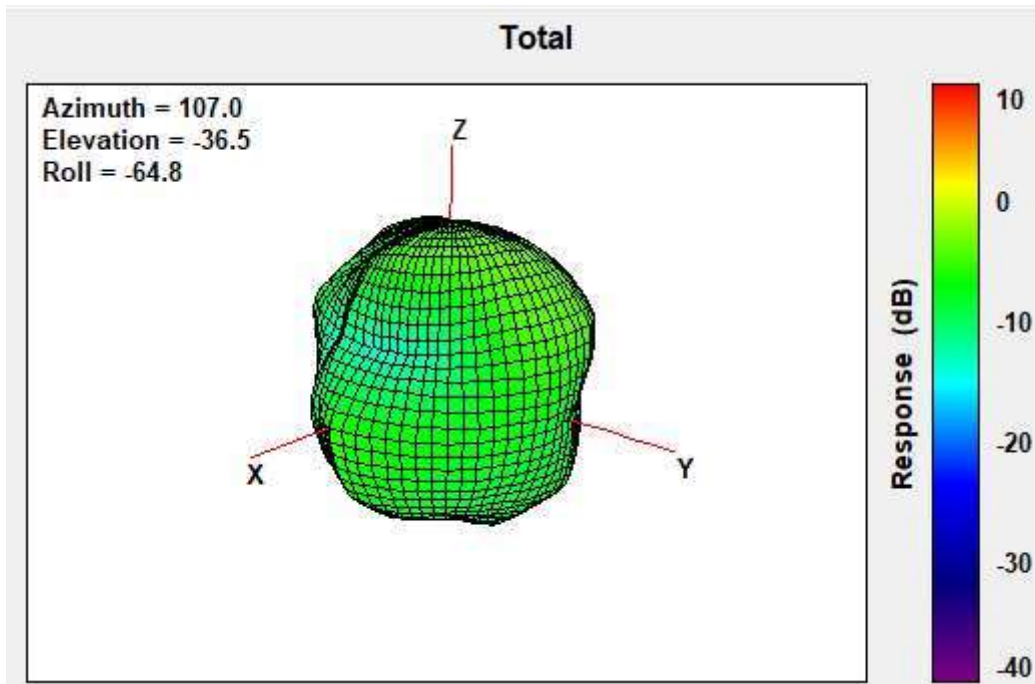 Total
Azimuth = 107.0
Elevation = -36.5
Roll = -64.8
Z
X
Y
10
0
-10
-20
-30
-40
Response (dB)